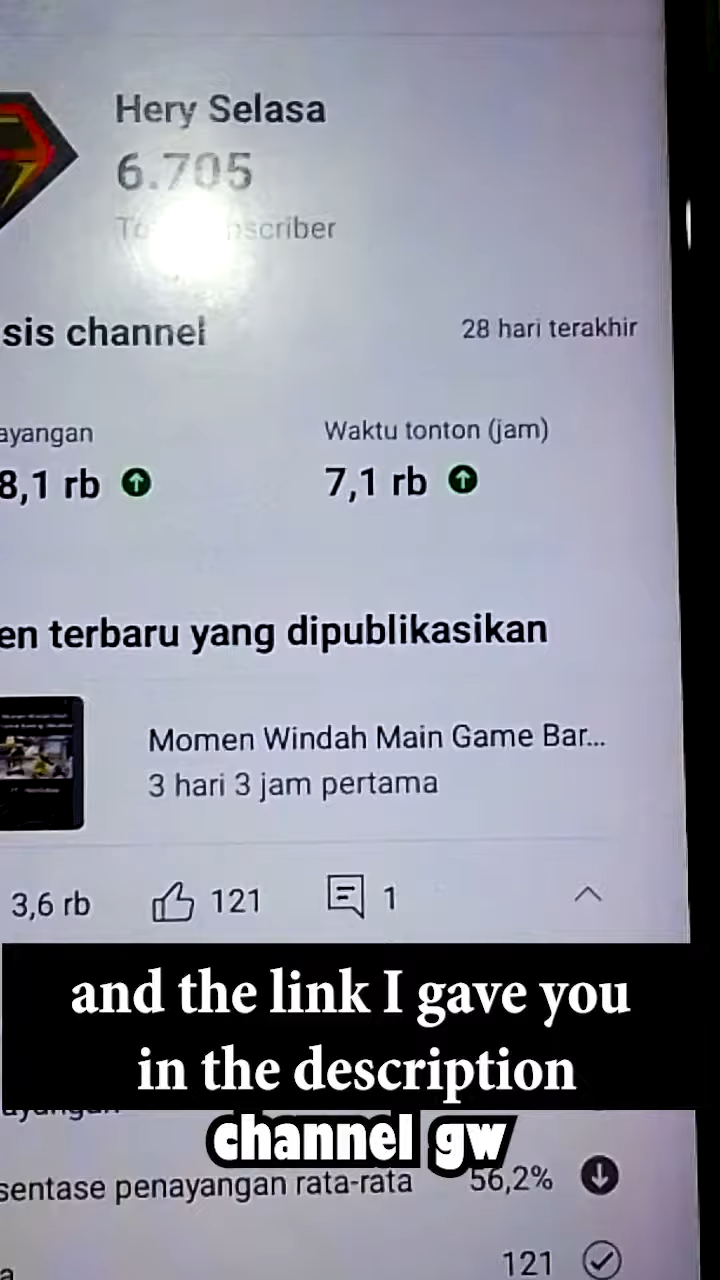 Hery Selasa
6.705
scriber
sis channel
28 hari terakhir
ayangan
Waktu tonton (jam)
8,1 rb
7,1 rb
en terbaru yang dipublikasikan
Momen Windah Main Game Bar...
3 hari 3 jam pertama
3,6 rb
121
1
and the link I gave you
in the description
channel gw
sentase penayangan rata-rata
56,2%
121